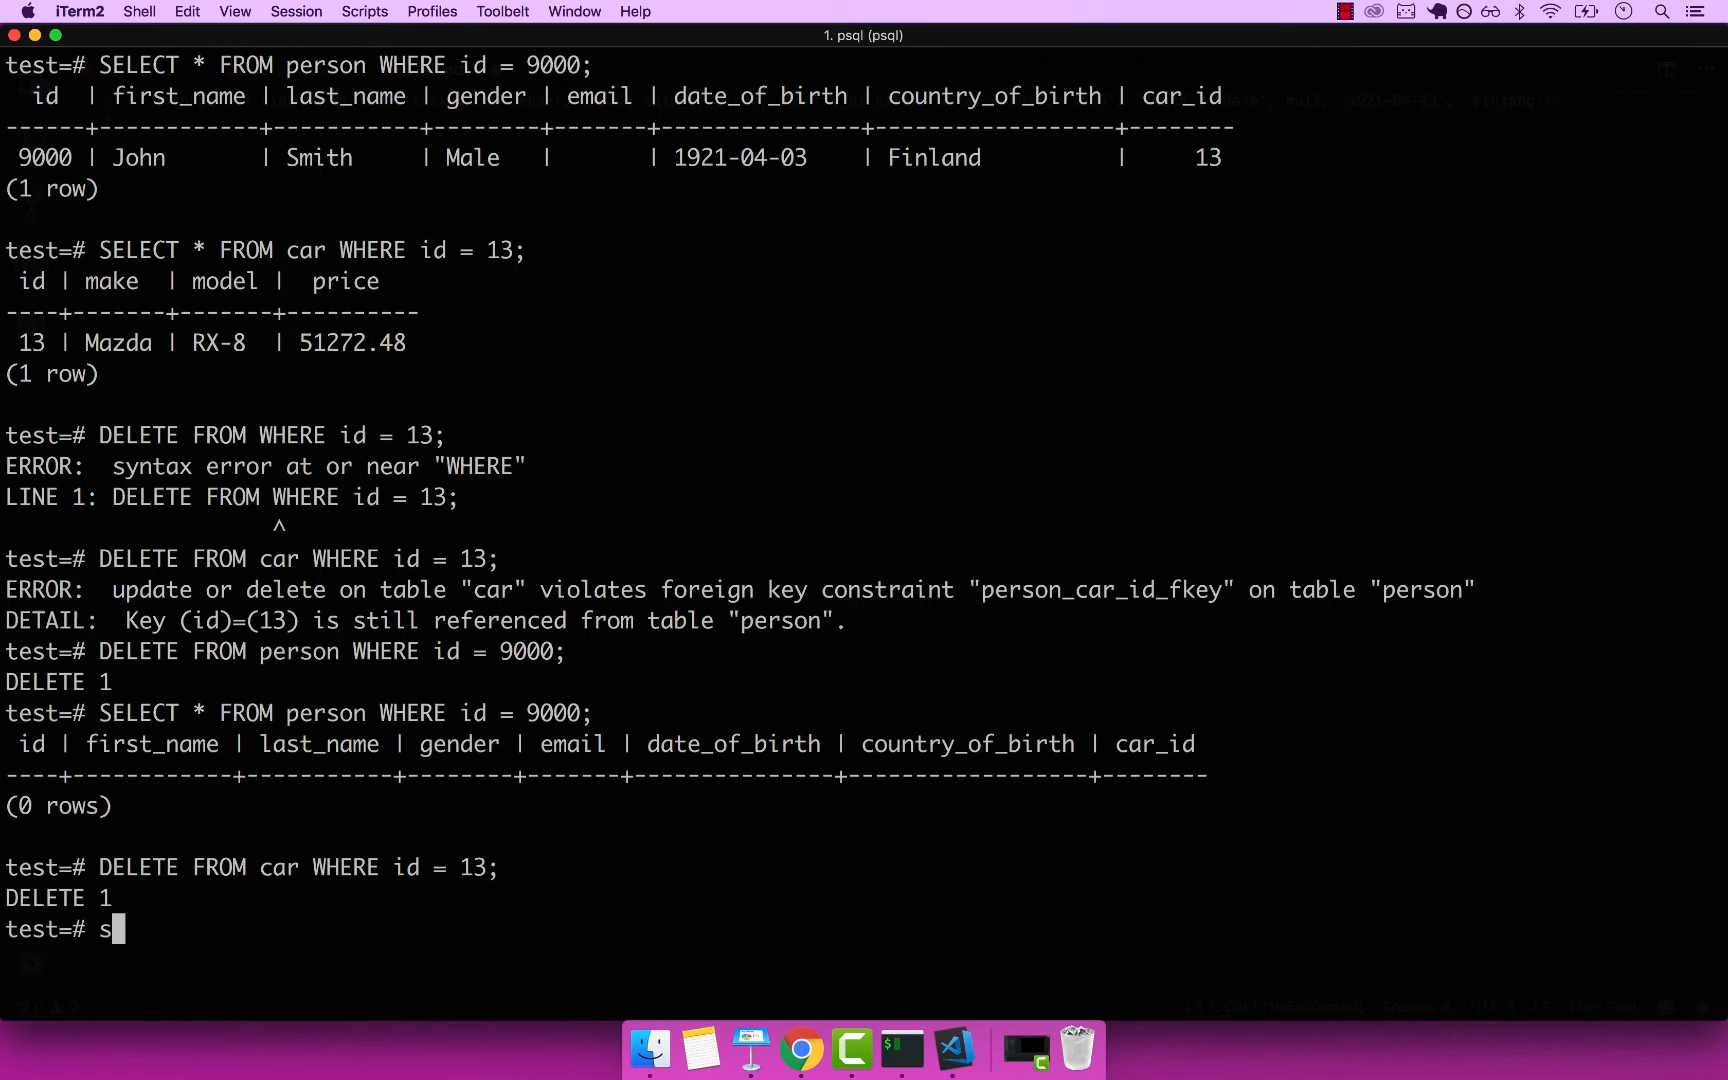 iTerm2 Shell Edit View Session Scripts Profiles Toolbelt Window Help
1. psql (psql)
test=# SELECT * FROM person WHERE id = 9000;
  id  | first_name | last_name | gender | email | date_of_birth | country_of_birth | car_id
------+------------+-----------+--------+-------+---------------+------------------+--------
 9000 | John       | Smith     | Male   |       | 1921-04-03    | Finland          |     13
(1 row)
test=# SELECT * FROM car WHERE id = 13;
 id | make  | model |  price
----+-------+-------+----------
 13 | Mazda | RX-8  | 51272.48
(1 row)
test=# DELETE FROM WHERE id = 13;
ERROR:  syntax error at or near "WHERE"
LINE 1: DELETE FROM WHERE id = 13;
                    ^
test=# DELETE FROM car WHERE id = 13;
ERROR:  update or delete on table "car" violates foreign key constraint "person_car_id_fkey" on table "person"
DETAIL:  Key (id)=(13) is still referenced from table "person".
test=# DELETE FROM person WHERE id = 9000;
DELETE 1
test=# SELECT * FROM person WHERE id = 9000;
 id | first_name | last_name | gender | email | date_of_birth | country_of_birth | car_id
----+------------+-----------+--------+-------+---------------+------------------+--------
(0 rows)
test=# DELETE FROM car WHERE id = 13;
DELETE 1
test=# s